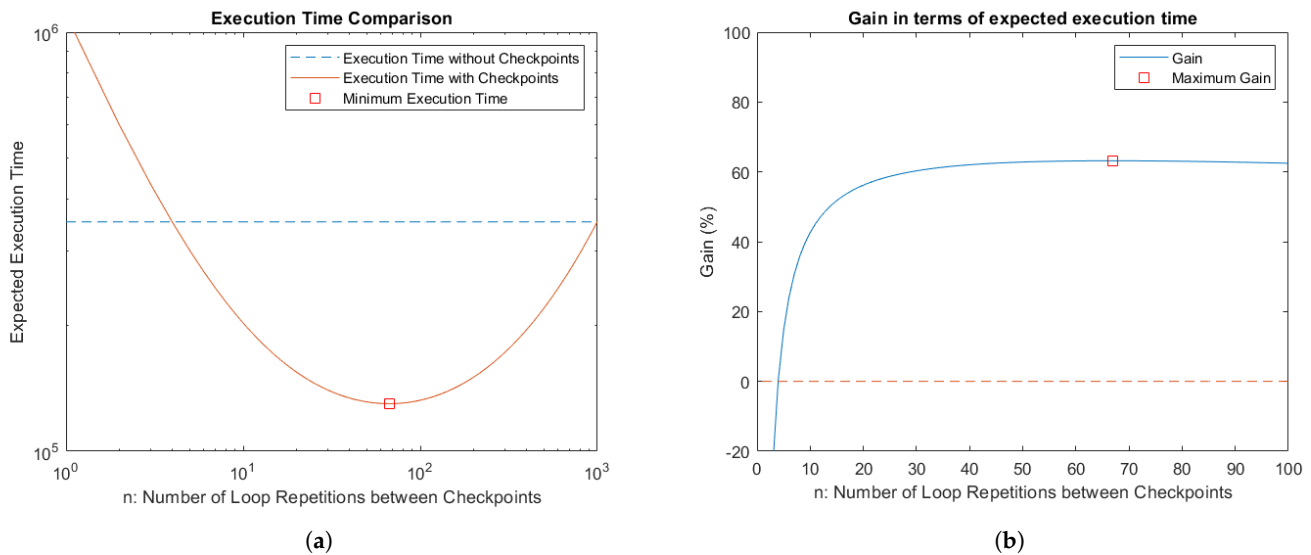 Execution Time Comparison
10^6
Execution Time without Checkpoints
Execution Time with Checkpoints
Minimum Execution Time
Expected Execution Time
10^5
10^0
10^1
10^2
10^3
n: Number of Loop Repetitions between Checkpoints
(a)
Gain in terms of expected execution time
100
80
60
40
20
0
-20
Gain
Maximum Gain
Gain (%)
0 10 20 30 40 50 60 70 80 90 100
n: Number of Loop Repetitions between Checkpoints
(b)